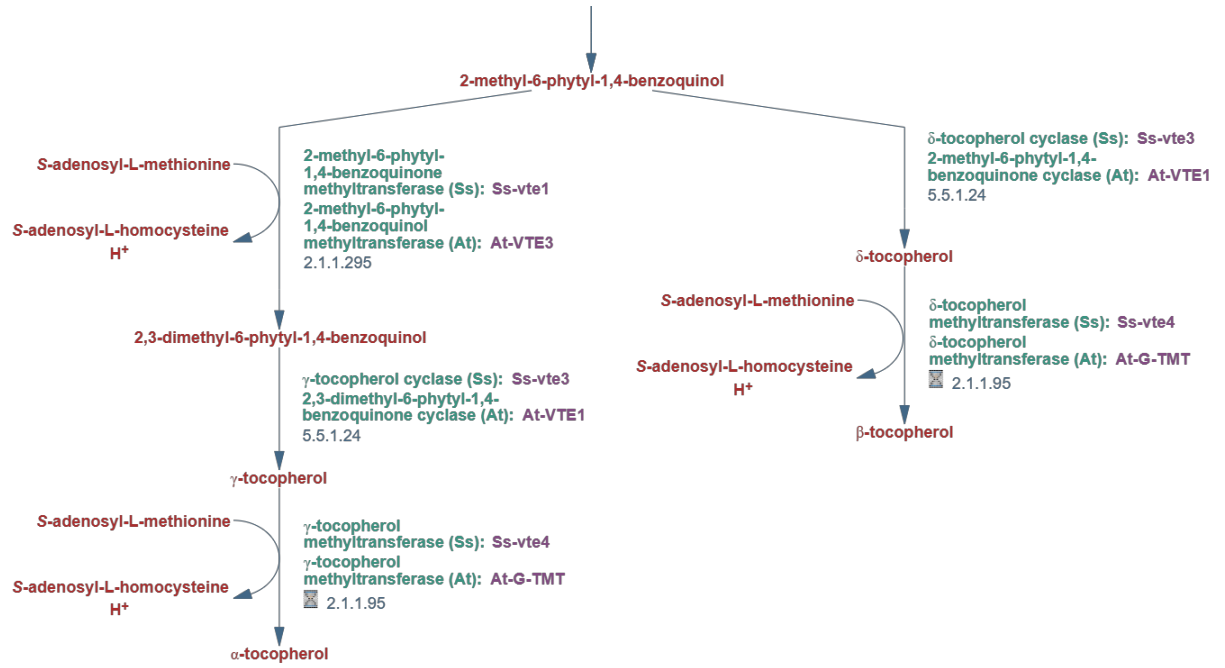 2-methyl-6-phytyl-1,4-benzoquinol
S-adenosyl-L-methionine
S-adenosyl-L-homocysteine
H+
2-methyl-6-phytyl-
1,4-benzoquinone
methyltransferase (Ss): Ss-vte1
2-methyl-6-phytyl-
1,4-benzoquinol
methyltransferase (At): At-VTE3
2.1.1.295
2,3-dimethyl-6-phytyl-1,4-benzoquinol
γ-tocopherol cyclase (Ss): Ss-vte3
2,3-dimethyl-6-phytyl-1,4-
benzoquinone cyclase (At): At-VTE1
5.5.1.24
γ-tocopherol
S-adenosyl-L-methionine
S-adenosyl-L-homocysteine
H+
γ-tocopherol
methyltransferase (Ss): Ss-vte4
γ-tocopherol
methyltransferase (At): At-G-TMT
2.1.1.95
α-tocopherol
δ-tocopherol cyclase (Ss): Ss-vte3
2-methyl-6-phytyl-1,4-
benzoquinone cyclase (At): At-VTE1
5.5.1.24
δ-tocopherol
S-adenosyl-L-methionine
S-adenosyl-L-homocysteine
H+
δ-tocopherol
methyltransferase (Ss): Ss-vte4
δ-tocopherol
methyltransferase (At): At-G-TMT
2.1.1.95
β-tocopherol